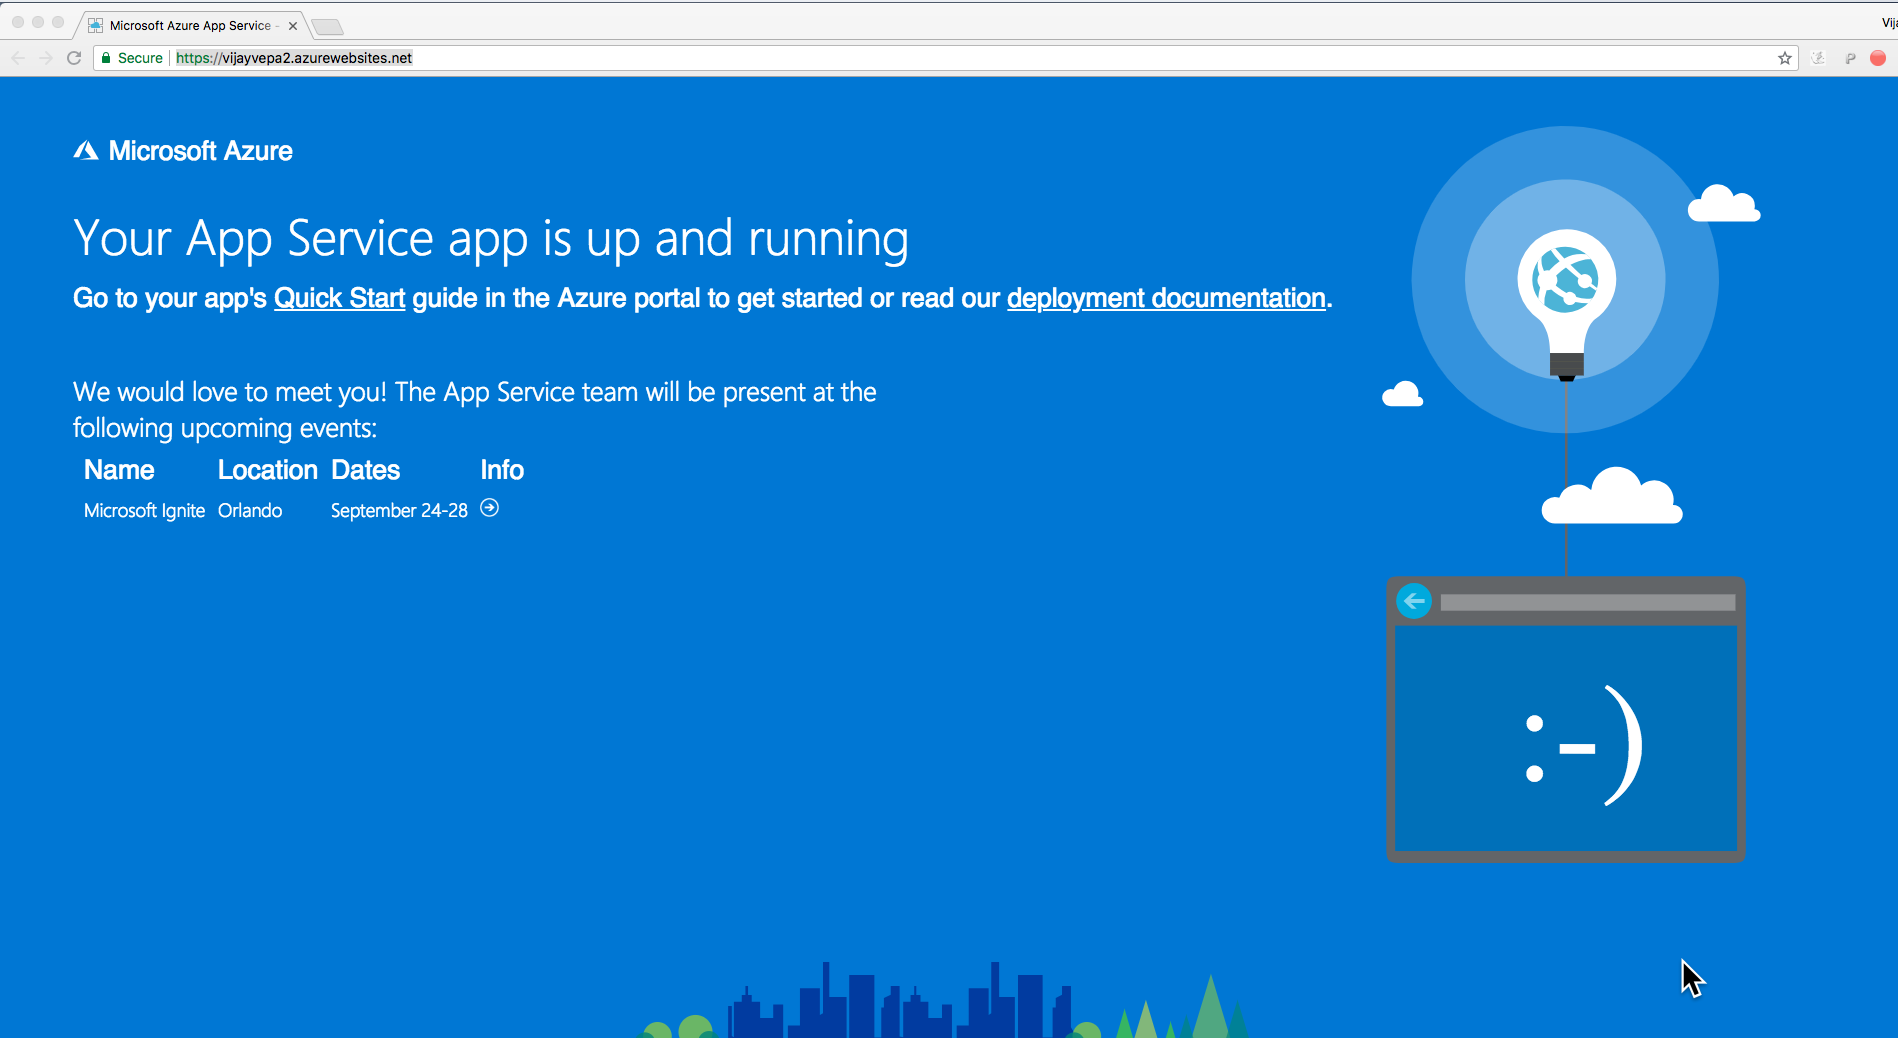 Microsoft Azure App Service -
Secure https://vijayvepa2.azurewebsites.net
Microsoft Azure
Your App Service app is up and running
Go to your app's Quick Start guide in the Azure portal to get started or read our deployment documentation.
We would love to meet you! The App Service team will be present at the
following upcoming events:
Name Location Dates Info
Microsoft Ignite Orlando September 24-28
:-)